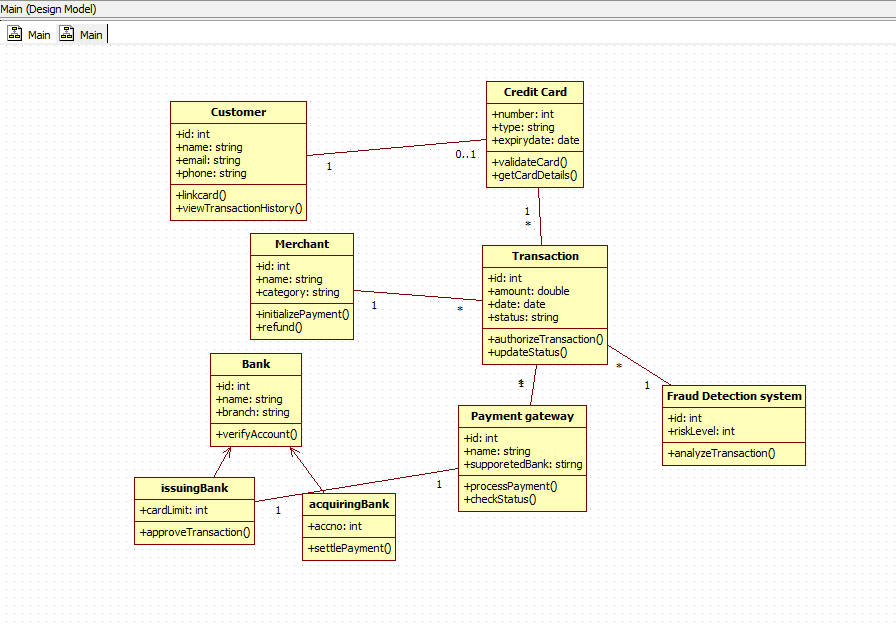 Main (Design Model)
Main Main
Customer
+id: int
+name: string
+email: string
+phone: string
+linkcard()
+viewTransactionHistory()
1
0..1
Credit Card
+number: int
+type: string
+expirydate: date
+validateCard()
+getCardDetails()
1
*
Merchant
+id: int
+name: string
+category: string
+initializePayment()
+refund()
1
*
Transaction
+id: int
+amount: double
+date: date
+status: string
+authorizeTransaction()
+updateStatus()
*
1
*
1
Bank
+id: int
+name: string
+branch: string
+verifyAccount()
Payment gateway
+id: int
+name: string
+supporetedBank: stirng
+processPayment()
+checkStatus()
Fraud Detection system
+id: int
+riskLevel: int
+analyzeTransaction()
issuingBank
+cardLimit: int
+approveTransaction()
1
1
acquiringBank
+accno: int
+settlePayment()